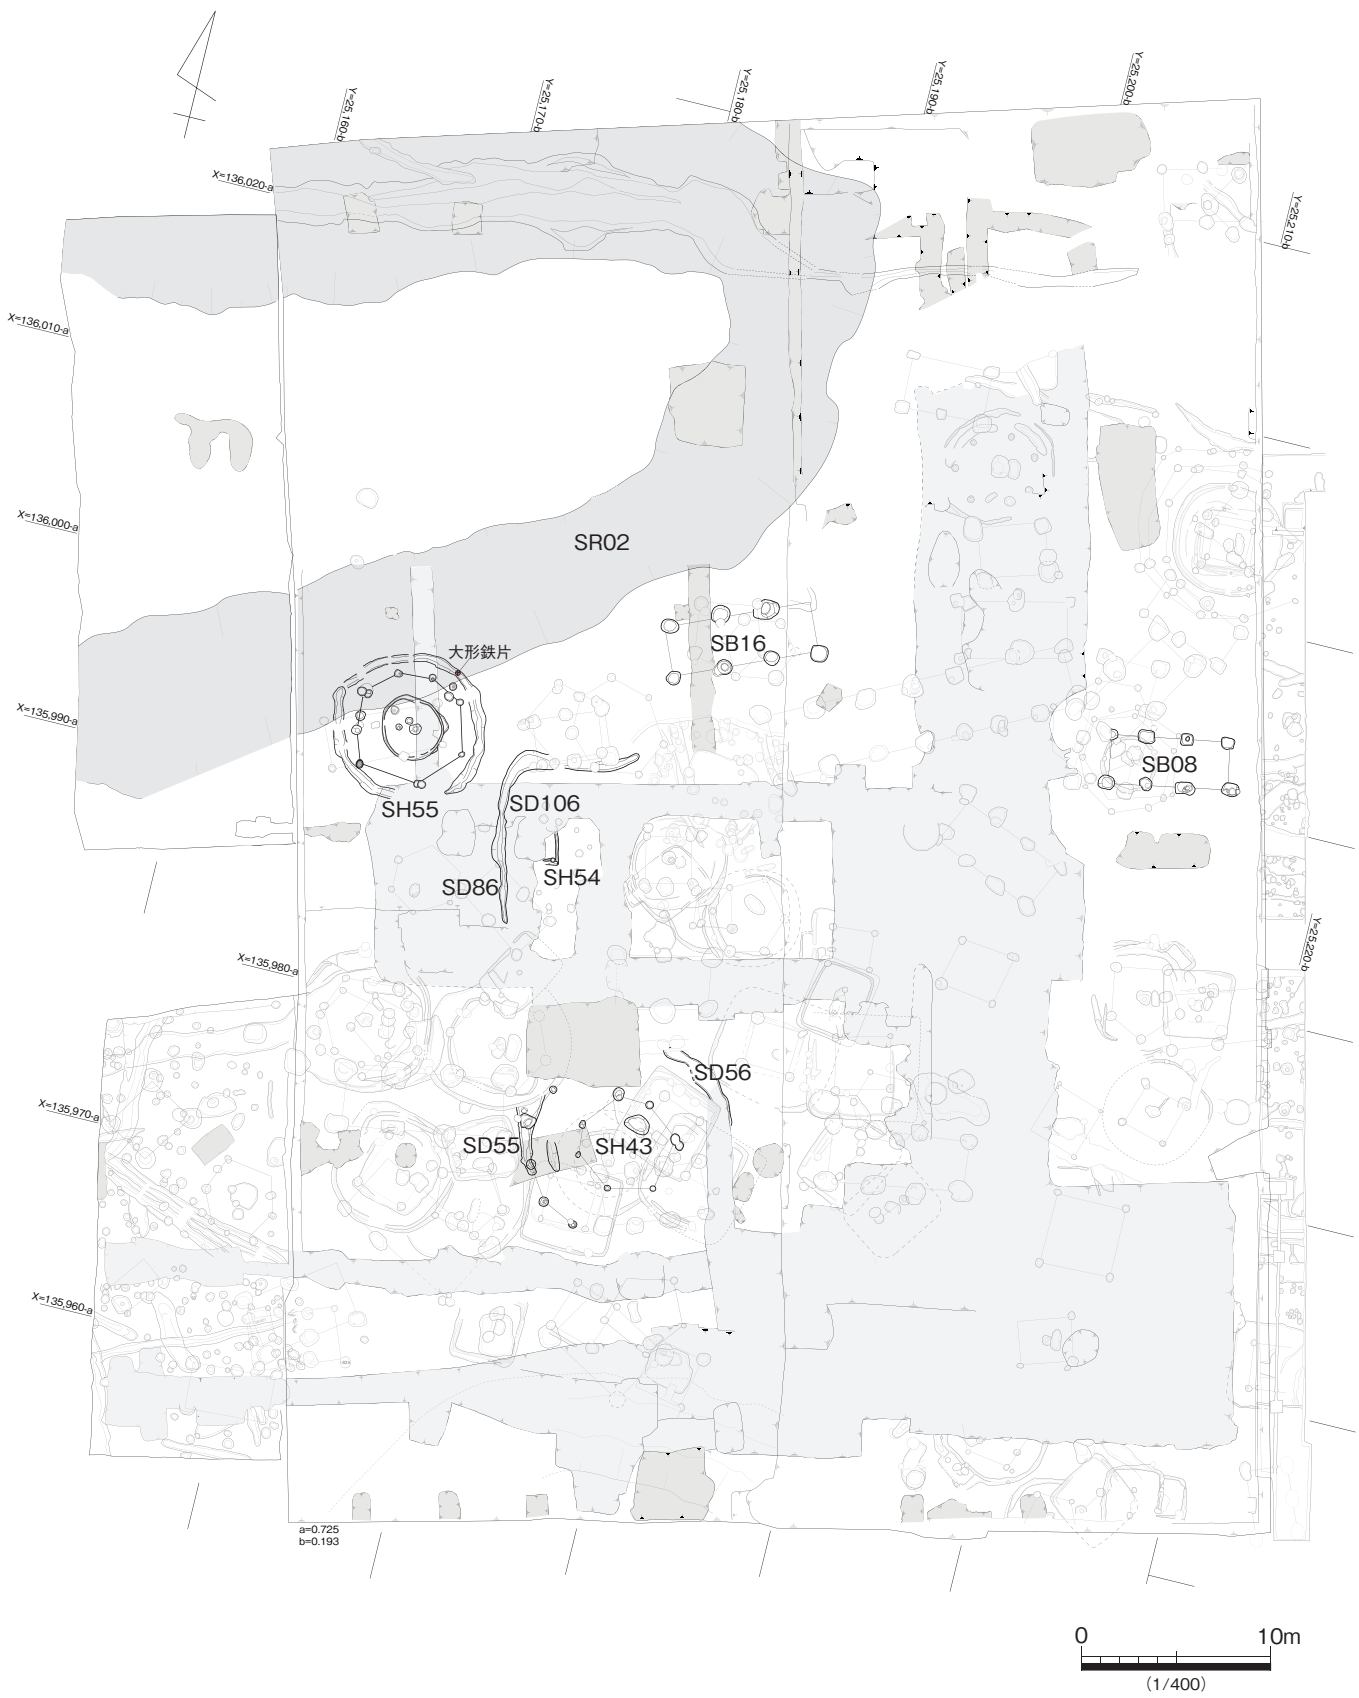 Y=25,160-b
Y=25,170-b
Y=25,180-b
Y=25,190-b
Y=25,200-b
X=136,020-a
Y=25,210-b
X=136,010-a
X=136,000-a
SR02
SB16
大形鉄片
X=135,990-a
SB08
SH55
SD106
SH54
SD86
Y=25,220-b
X=135,980-a
SD56
X=135,970-a
SD55
SH43
X=135,960-a
a=0.725
b=0.193
0 10m
(1/400)